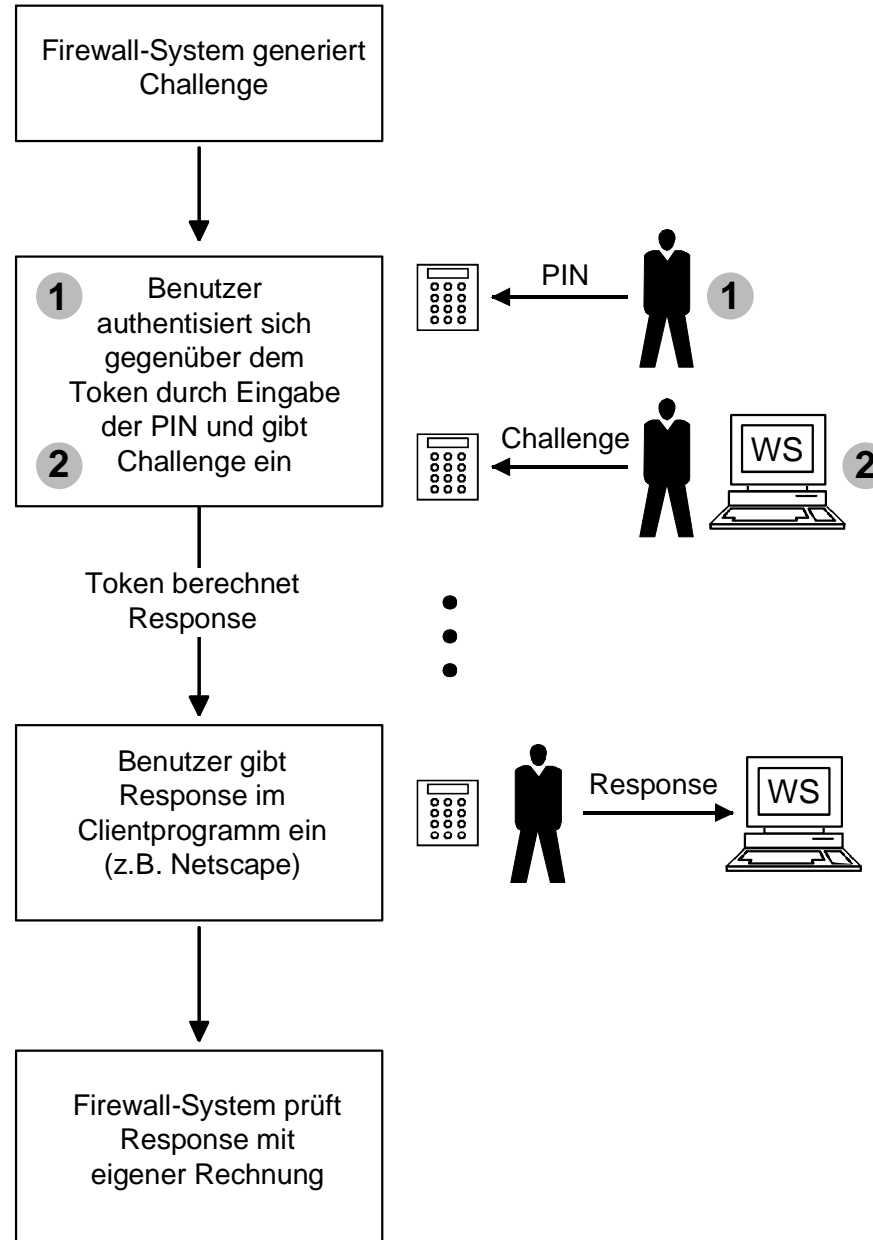 Firewall-System generiert
Challenge
1
Benutzer
authentisiert sich
gegenüber dem
Token durch Eingabe
der PIN und gibt
2
Challenge ein
PIN
1
Challenge
WS
2
Token berechnet
Response
Benutzer gibt
Response im
Clientprogramm ein
(z.B. Netscape)
Response
WS
Firewall-System prüft
Response mit
eigener Rechnung